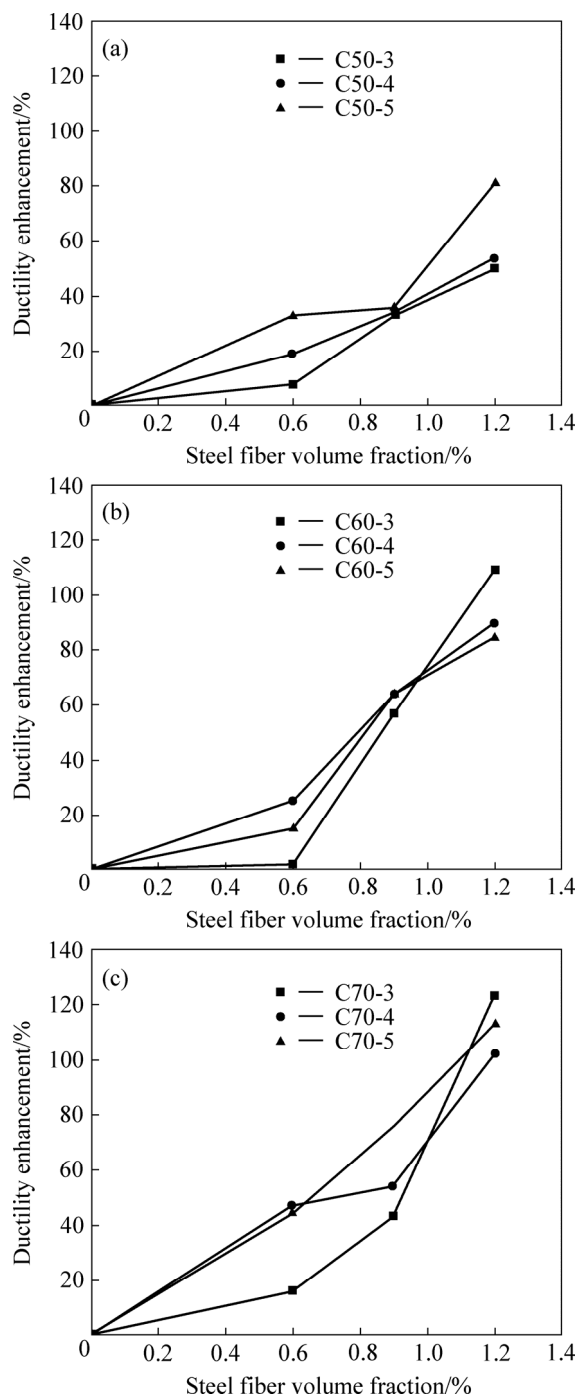 140
(a)
C50-3
120
C50-4
C50-5
100
80
60
40
20
Ductility enhancement/%
0 0.2 0.4 0.6 0.8 1.0 1.2 1.4
Steel fiber volume fraction/%
140
(b)
C60-3
120
C60-4
C60-5
100
80
60
40
20
0
Ductility enhancement/%
0 0.2 0.4 0.6 0.8 1.0 1.2 1.4
Steel fiber volume fraction/%
140
(c)
C70-3
120
C70-4
C70-5
100
80
60
40
20
0
Ductility enhancement/%
0 0.2 0.4 0.6 0.8 1.0 1.2 1.4
Steel fiber volume fraction/%